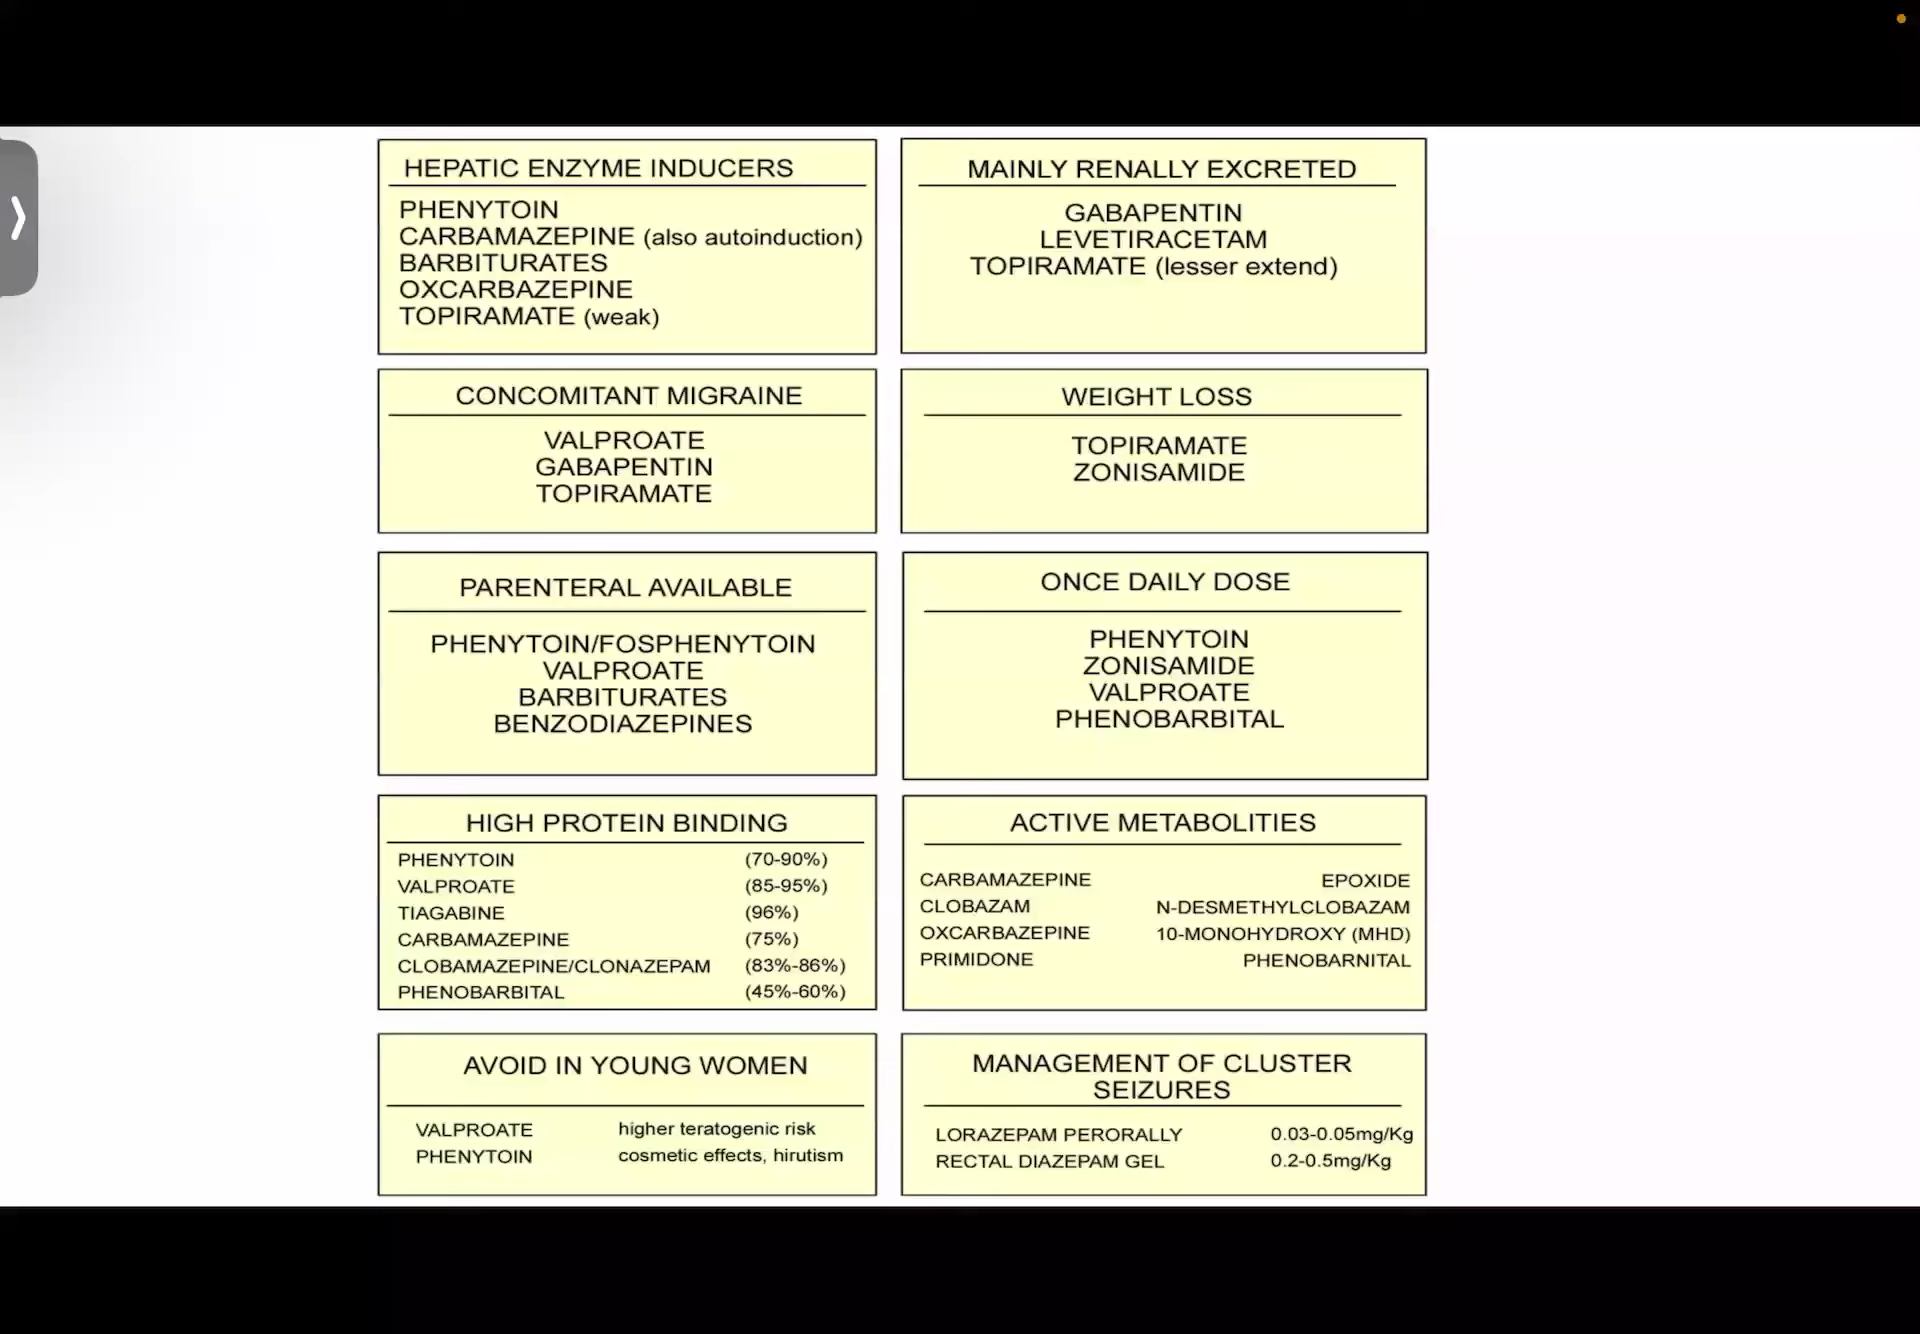 HEPATIC ENZYME INDUCERS
PHENYTOIN
CARBAMAZEPINE (also autoinduction)
BARBITURATES
OXCARBAZEPINE
TOPIRAMATE (weak)
MAINLY RENALLY EXCRETED
GABAPENTIN
LEVETIRACETAM
TOPIRAMATE (lesser extend)
CONCOMITANT MIGRAINE
VALPROATE
GABAPENTIN
TOPIRAMATE
WEIGHT LOSS
TOPIRAMATE
ZONISAMIDE
PARENTERAL AVAILABLE
PHENYTOIN/FOSPHENYTOIN
VALPROATE
BARBITURATES
BENZODIAZEPINES
ONCE DAILY DOSE
PHENYTOIN
ZONISAMIDE
VALPROATE
PHENOBARBITAL
HIGH PROTEIN BINDING
PHENYTOIN (70-90%)
VALPROATE (85-95%)
TIAGABINE (96%)
CARBAMAZEPINE (75%)
CLOBAMAZEPINE/CLONAZEPAM (83%-86%)
PHENOBARBITAL (45%-60%)
ACTIVE METABOLITIES
CARBAMAZEPINE EPOXIDE
CLOBAZAM N-DESMETHYLCLOBAZAM
OXCARBAZEPINE 10-MONOHYDROXY (MHD)
PRIMIDONE PHENOBARNITAL
AVOID IN YOUNG WOMEN
VALPROATE higher teratogenic risk
PHENYTOIN cosmetic effects, hirutism
MANAGEMENT OF CLUSTER
SEIZURES
LORAZEPAM PERORALLY 0.03-0.05mg/Kg
RECTAL DIAZEPAM GEL 0.2-0.5mg/Kg